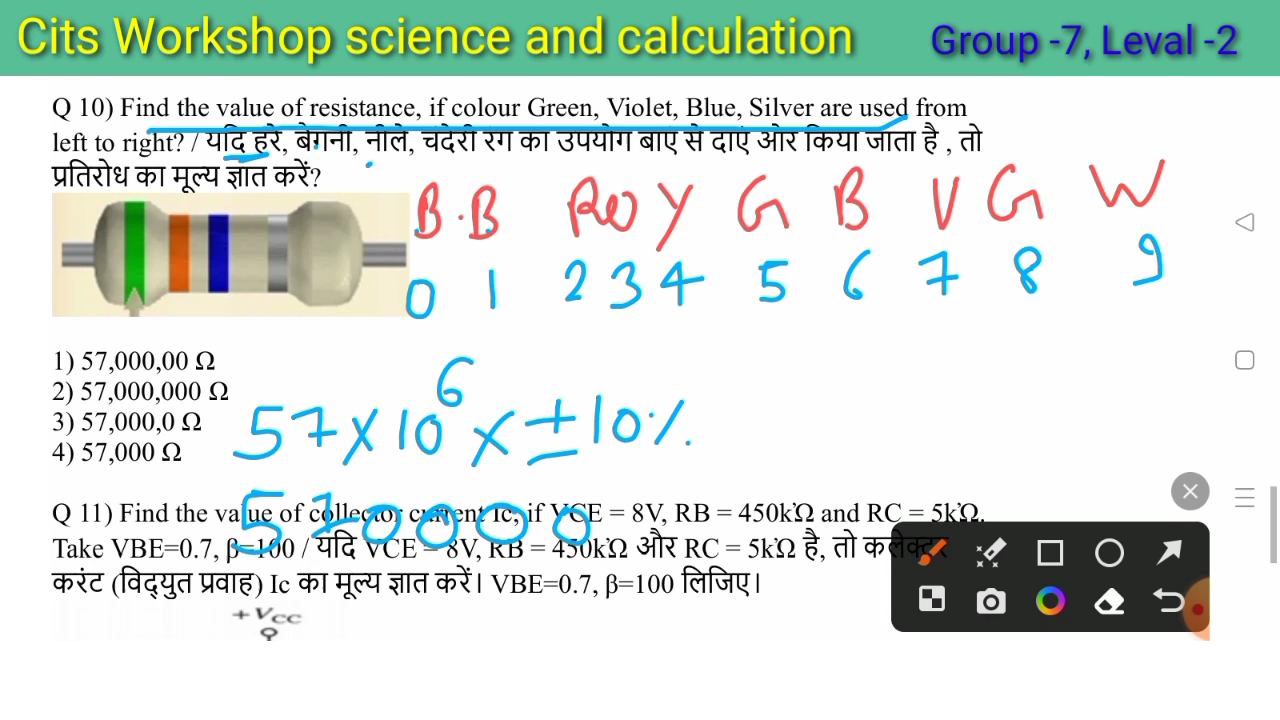 Cits Workshop science and calculation Group -7, Leval -2
Q 10) Find the value of resistance, if colour Green, Violet, Blue, Silver are used from
left to right? / यदि हरे, बेगनी, नीले, चंदेरी रंग का उपयोग बाएं से दाएं और किया जाता है , तो
प्रतिरोध का मूल्य ज्ञात करें?
B . B R O Y G B V G W
0 1 2 3 4 5 6 7 8 9
1) 57,000,00 Ω
2) 57,000,000 Ω
3) 57,000,0 Ω
4) 57,000 Ω
57 × 10⁶ × ± 10 %
570000
Q 11) Find the value of collector current Ic, if VCE = 8V, RB = 450kΩ and RC = 5kΩ.
Take VBE=0.7, β=100 / यदि VCE = 8V, RB = 450kΩ और RC = 5kΩ है, तो कलेक्टर
करंट (विद्युत प्रवाह) Ic का मूल्य ज्ञात करें। VBE=0.7, β=100 लिजिए।
+VCC